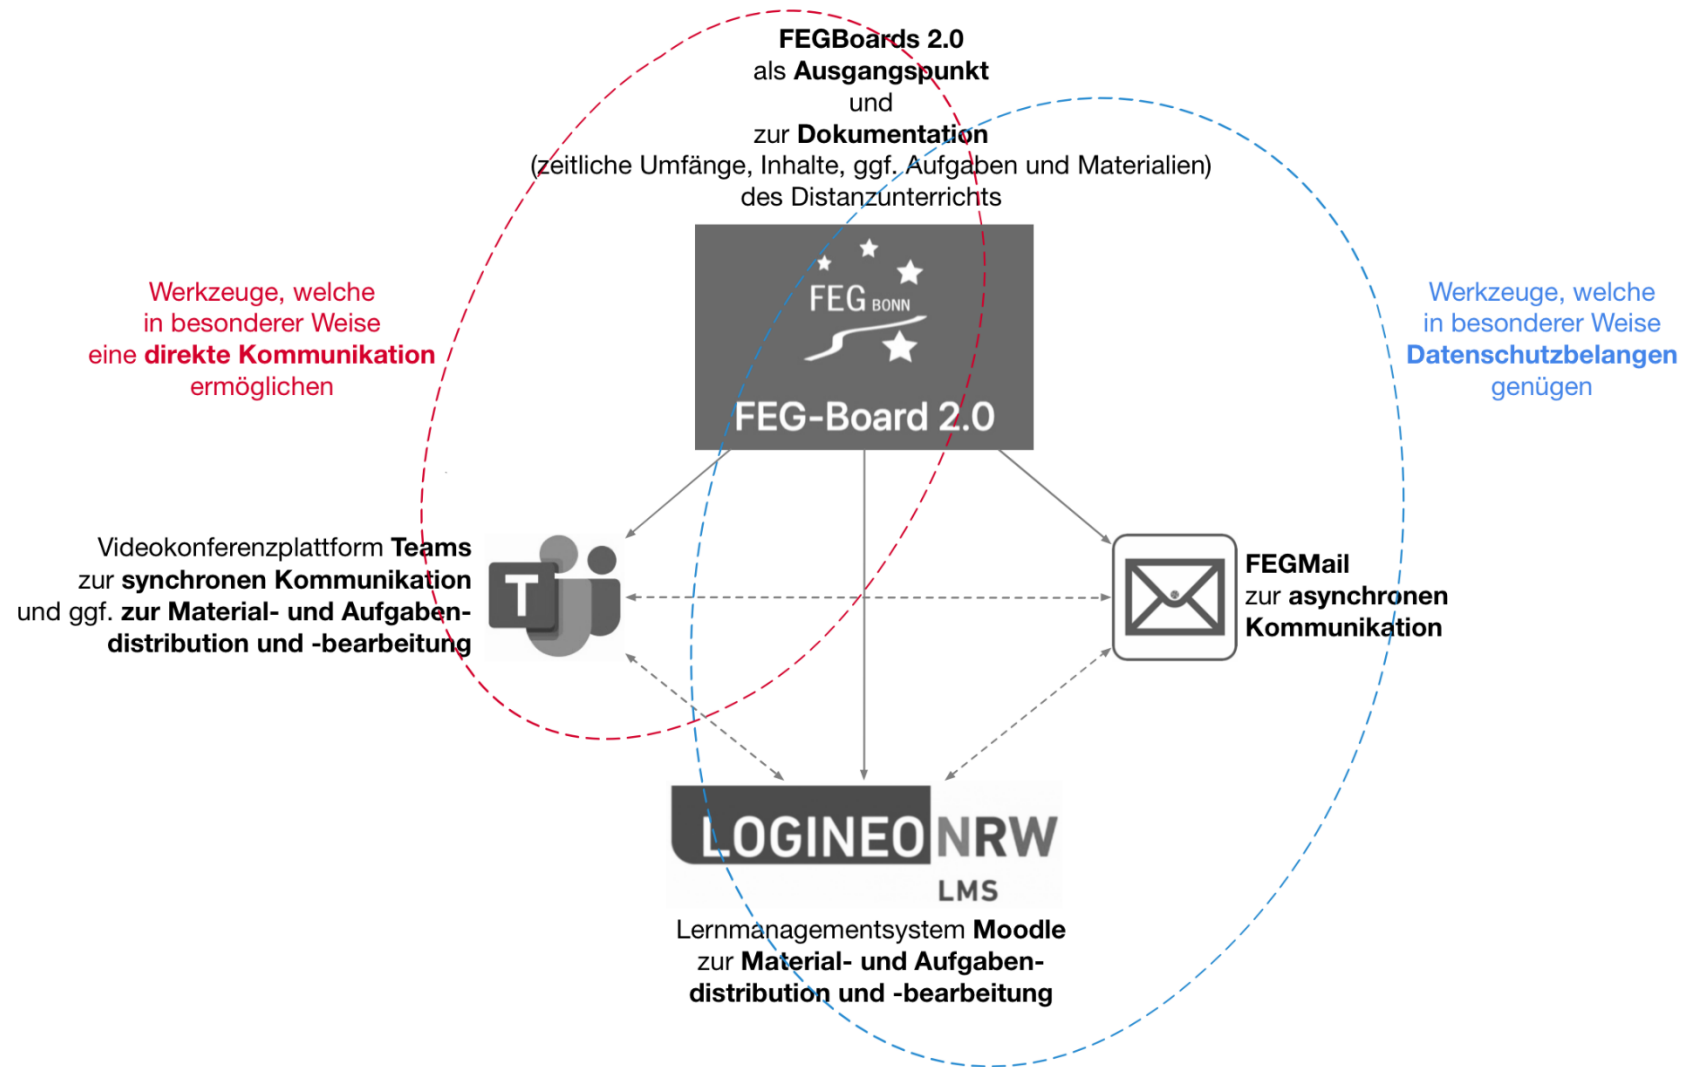 FEGBoards 2.0
als Ausgangspunkt
und
zur Dokumentation
(zeitliche Umfänge, Inhalte, ggf. Aufgaben und Materialien)
des Distanzunterrichts
FEG BONN
FEG-Board 2.0
Werkzeuge, welche
in besonderer Weise
eine direkte Kommunikation
ermöglichen
Werkzeuge, welche
in besonderer Weise
Datenschutzbelangen
genügen
Videokonferenzplattform Teams
zur synchronen Kommunikation
und ggf. zur Material- und Aufgaben-
distribution und -bearbeitung
T
FEGMail
zur asynchronen
Kommunikation
LOGINEO NRW
LMS
Lernmanagementsystem Moodle
zur Material- und Aufgaben-
distribution und -bearbeitung